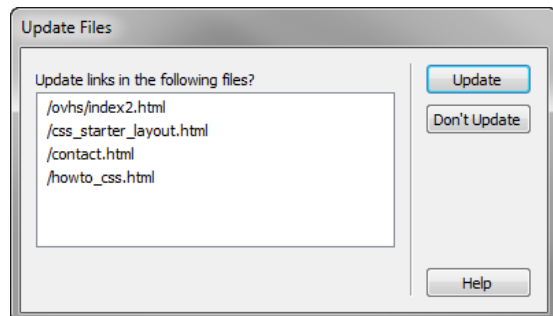 Update Files
Update links in the following files?
/ovhs/index2.html
/css_starter_layout.html
/contact.html
/howto_css.html
Update
Don't Update
Help